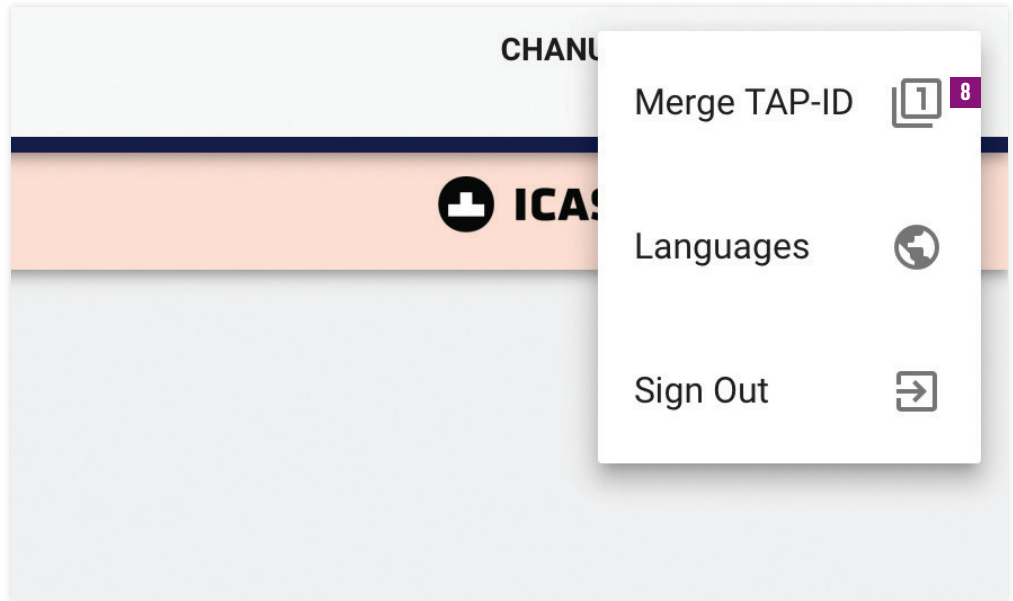 CHANU
Merge TAP-ID 1 8
ICAS
Languages
Sign Out